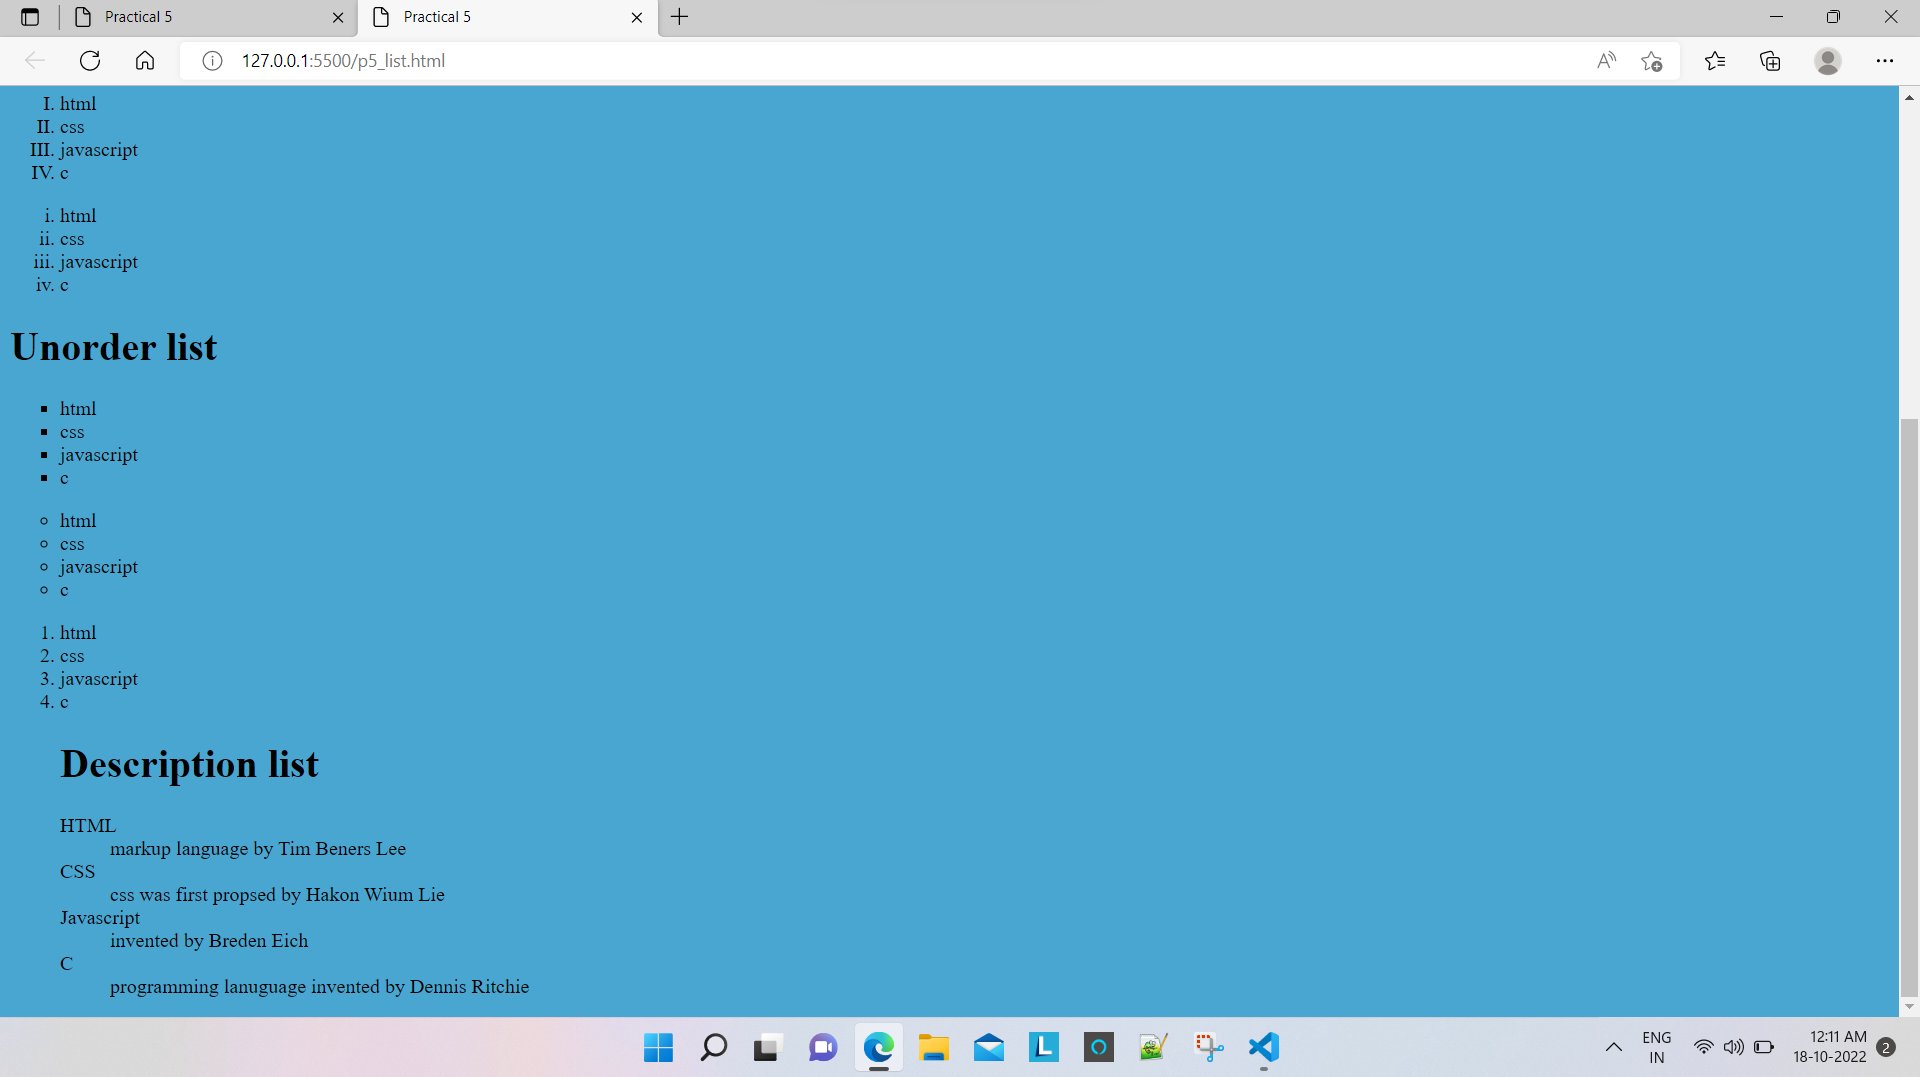 Practical 5
Practical 5
127.0.0.1:5500/p5_list.html
I. html
II. css
III. javascript
IV. c
i. html
ii. css
iii. javascript
iv. c
Unorder list
▪ html
▪ css
▪ javascript
▪ c
◦ html
◦ css
◦ javascript
◦ c
1. html
2. css
3. javascript
4. c
Description list
HTML
markup language by Tim Beners Lee
CSS
css was first propsed by Hakon Wium Lie
Javascript
invented by Breden Eich
C
programming lanuguage invented by Dennis Ritchie
ENG
IN
12:11 AM
18-10-2022
2